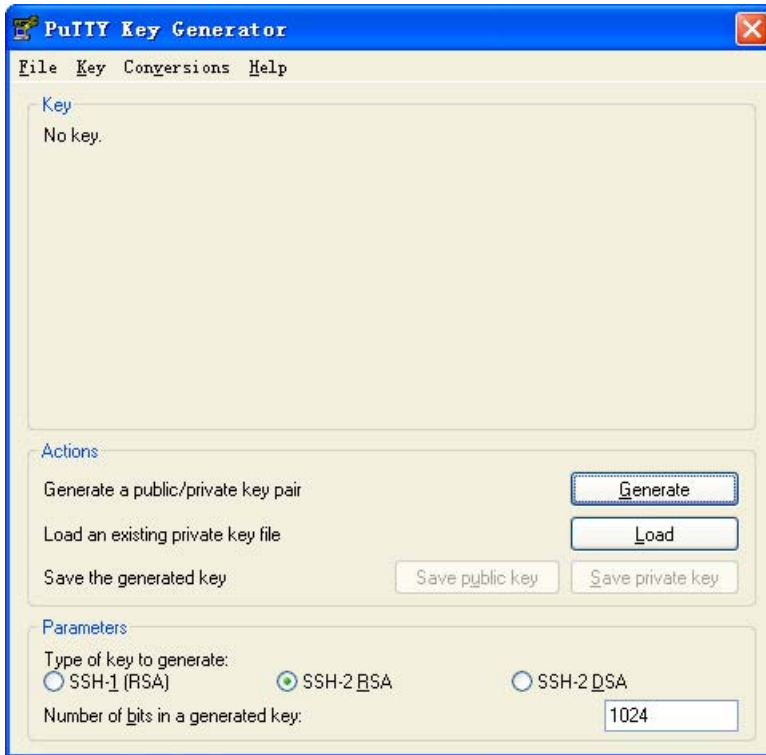 PuTTY Key Generator
File Key Conversions Help
Key
No key.
Actions
Generate a public/private key pair Generate
Load an existing private key file Load
Save the generated key Save public key Save private key
Parameters
Type of key to generate:
SSH-1 (RSA) SSH-2 RSA SSH-2 DSA
Number of bits in a generated key: 1024